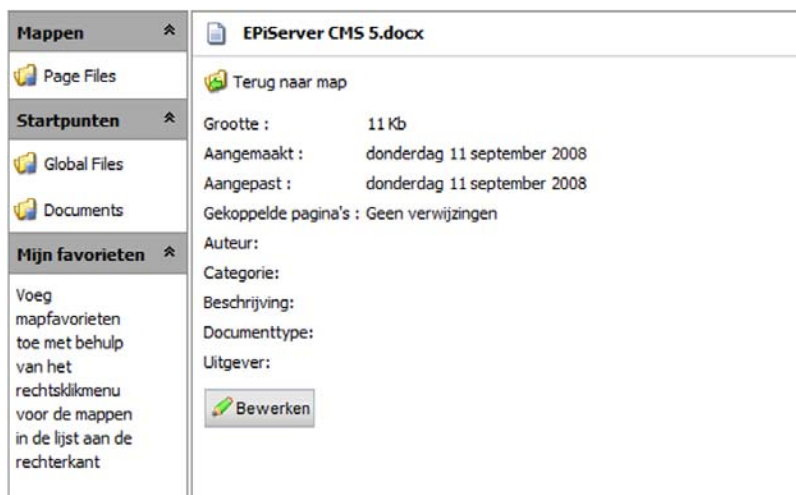 Mappen
Page Files
Startpunten
Global Files
Documents
Mijn favorieten
Voeg
mapfavorieten
toe met behulp
van het
rechtsklikmenu
voor de mappen
in de lijst aan de
rechterkant
EPiServer CMS 5.docx
Terug naar map
Grootte : 11 Kb
Aangemaakt : donderdag 11 september 2008
Aangepast : donderdag 11 september 2008
Gekoppelde pagina's : Geen verwijzingen
Auteur:
Categorie:
Beschrijving:
Documenttype:
Uitgever:
Bewerken